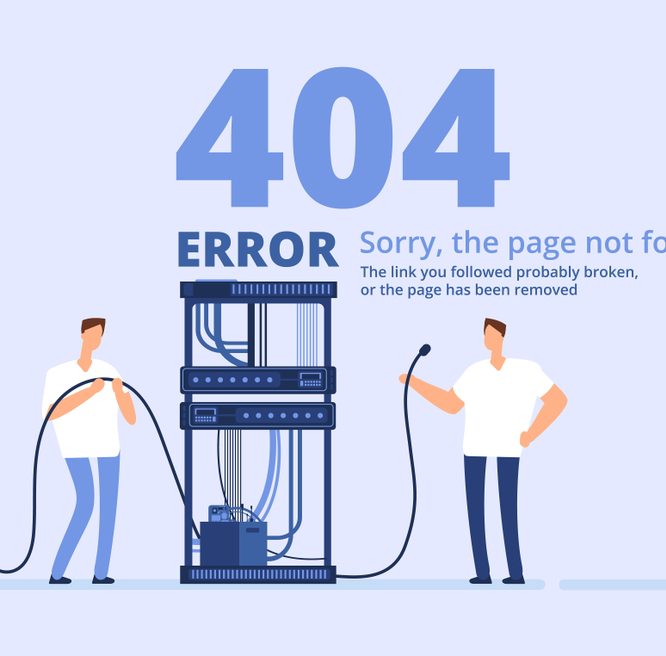 404
ERROR
Sorry, the page not fo
The link you followed probably broken,
or the page has been removed